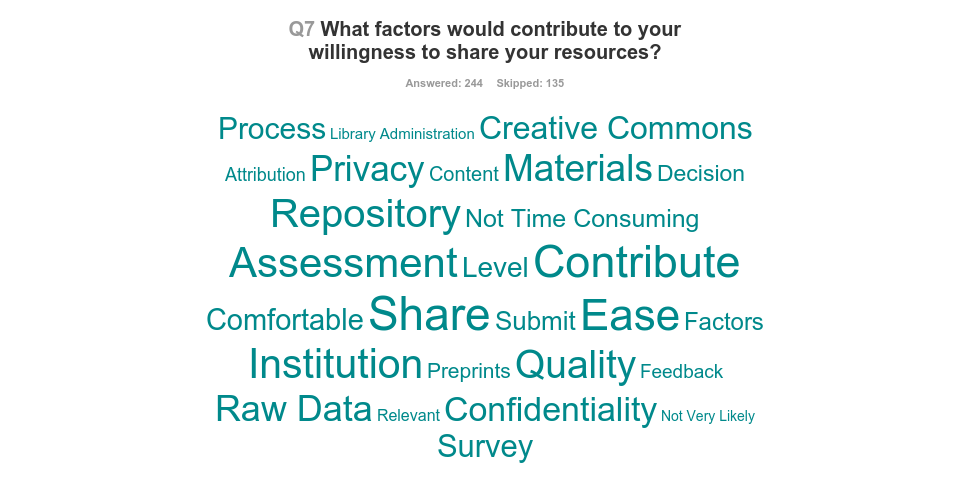 Q7 What factors would contribute to your
willingness to share your resources?
Answered: 244 Skipped: 135
Process Library Administration Creative Commons
Attribution Privacy Content Materials Decision
Repository Not Time Consuming
Assessment Level Contribute
Comfortable Share Submit Ease Factors
Institution Preprints Quality Feedback
Raw Data Relevant Confidentiality Not Very Likely
Survey